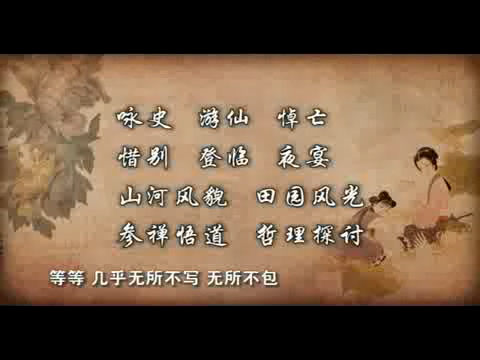 咏史 游仙 悼亡
惜别 登临 夜宴
山河风貌 田园风光
参禅悟道 哲理探讨
等等 几乎无所不写 无所不包